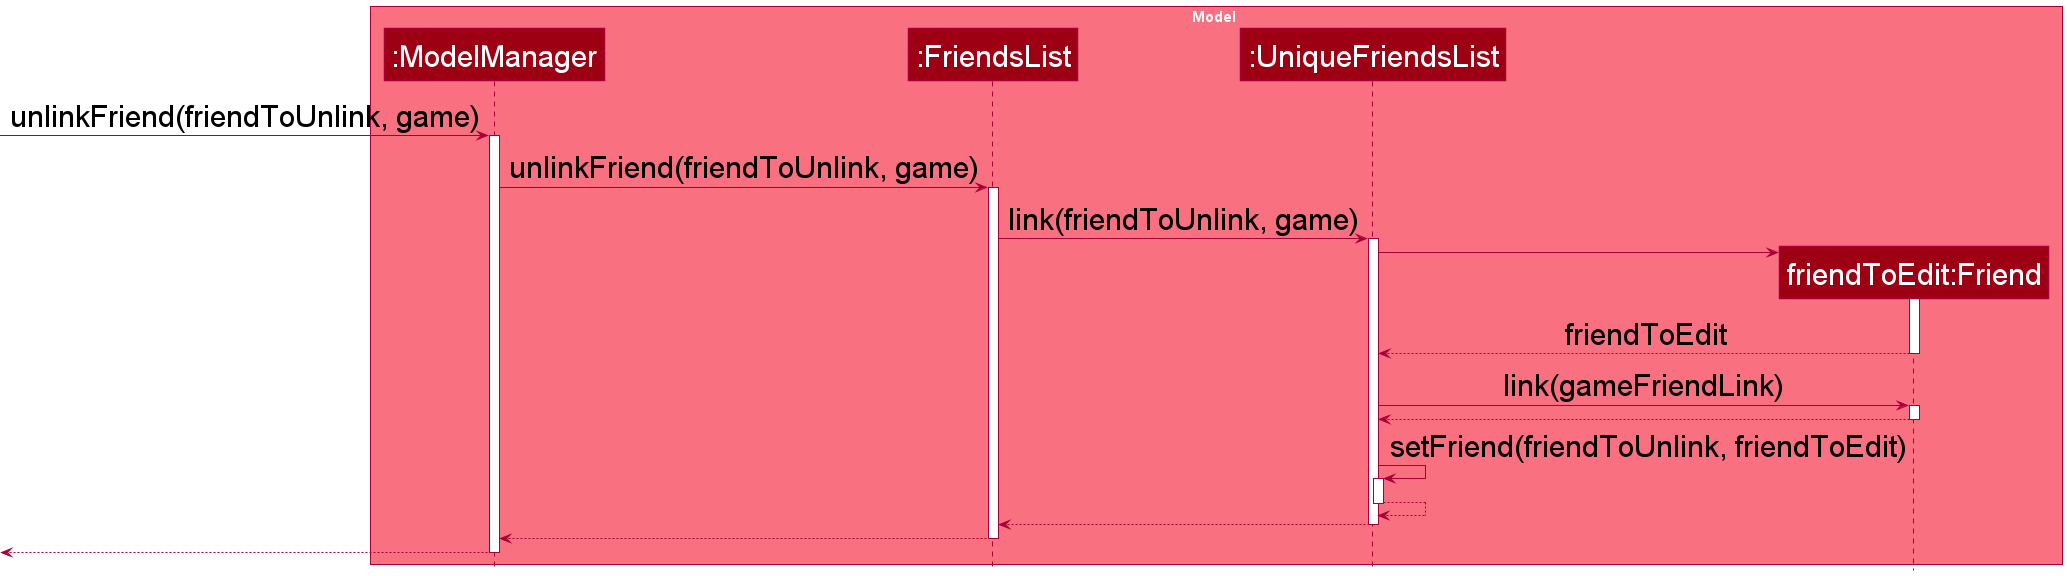 Model
:ModelManager
:FriendsList
:UniqueFriendsList
unlinkFriend(friendToUnlink, game)
unlinkFriend(friendToUnlink, game)
link(friendToUnlink, game)
friendToEdit:Friend
friendToEdit
link(gameFriendLink)
setFriend(friendToUnlink, friendToEdit)